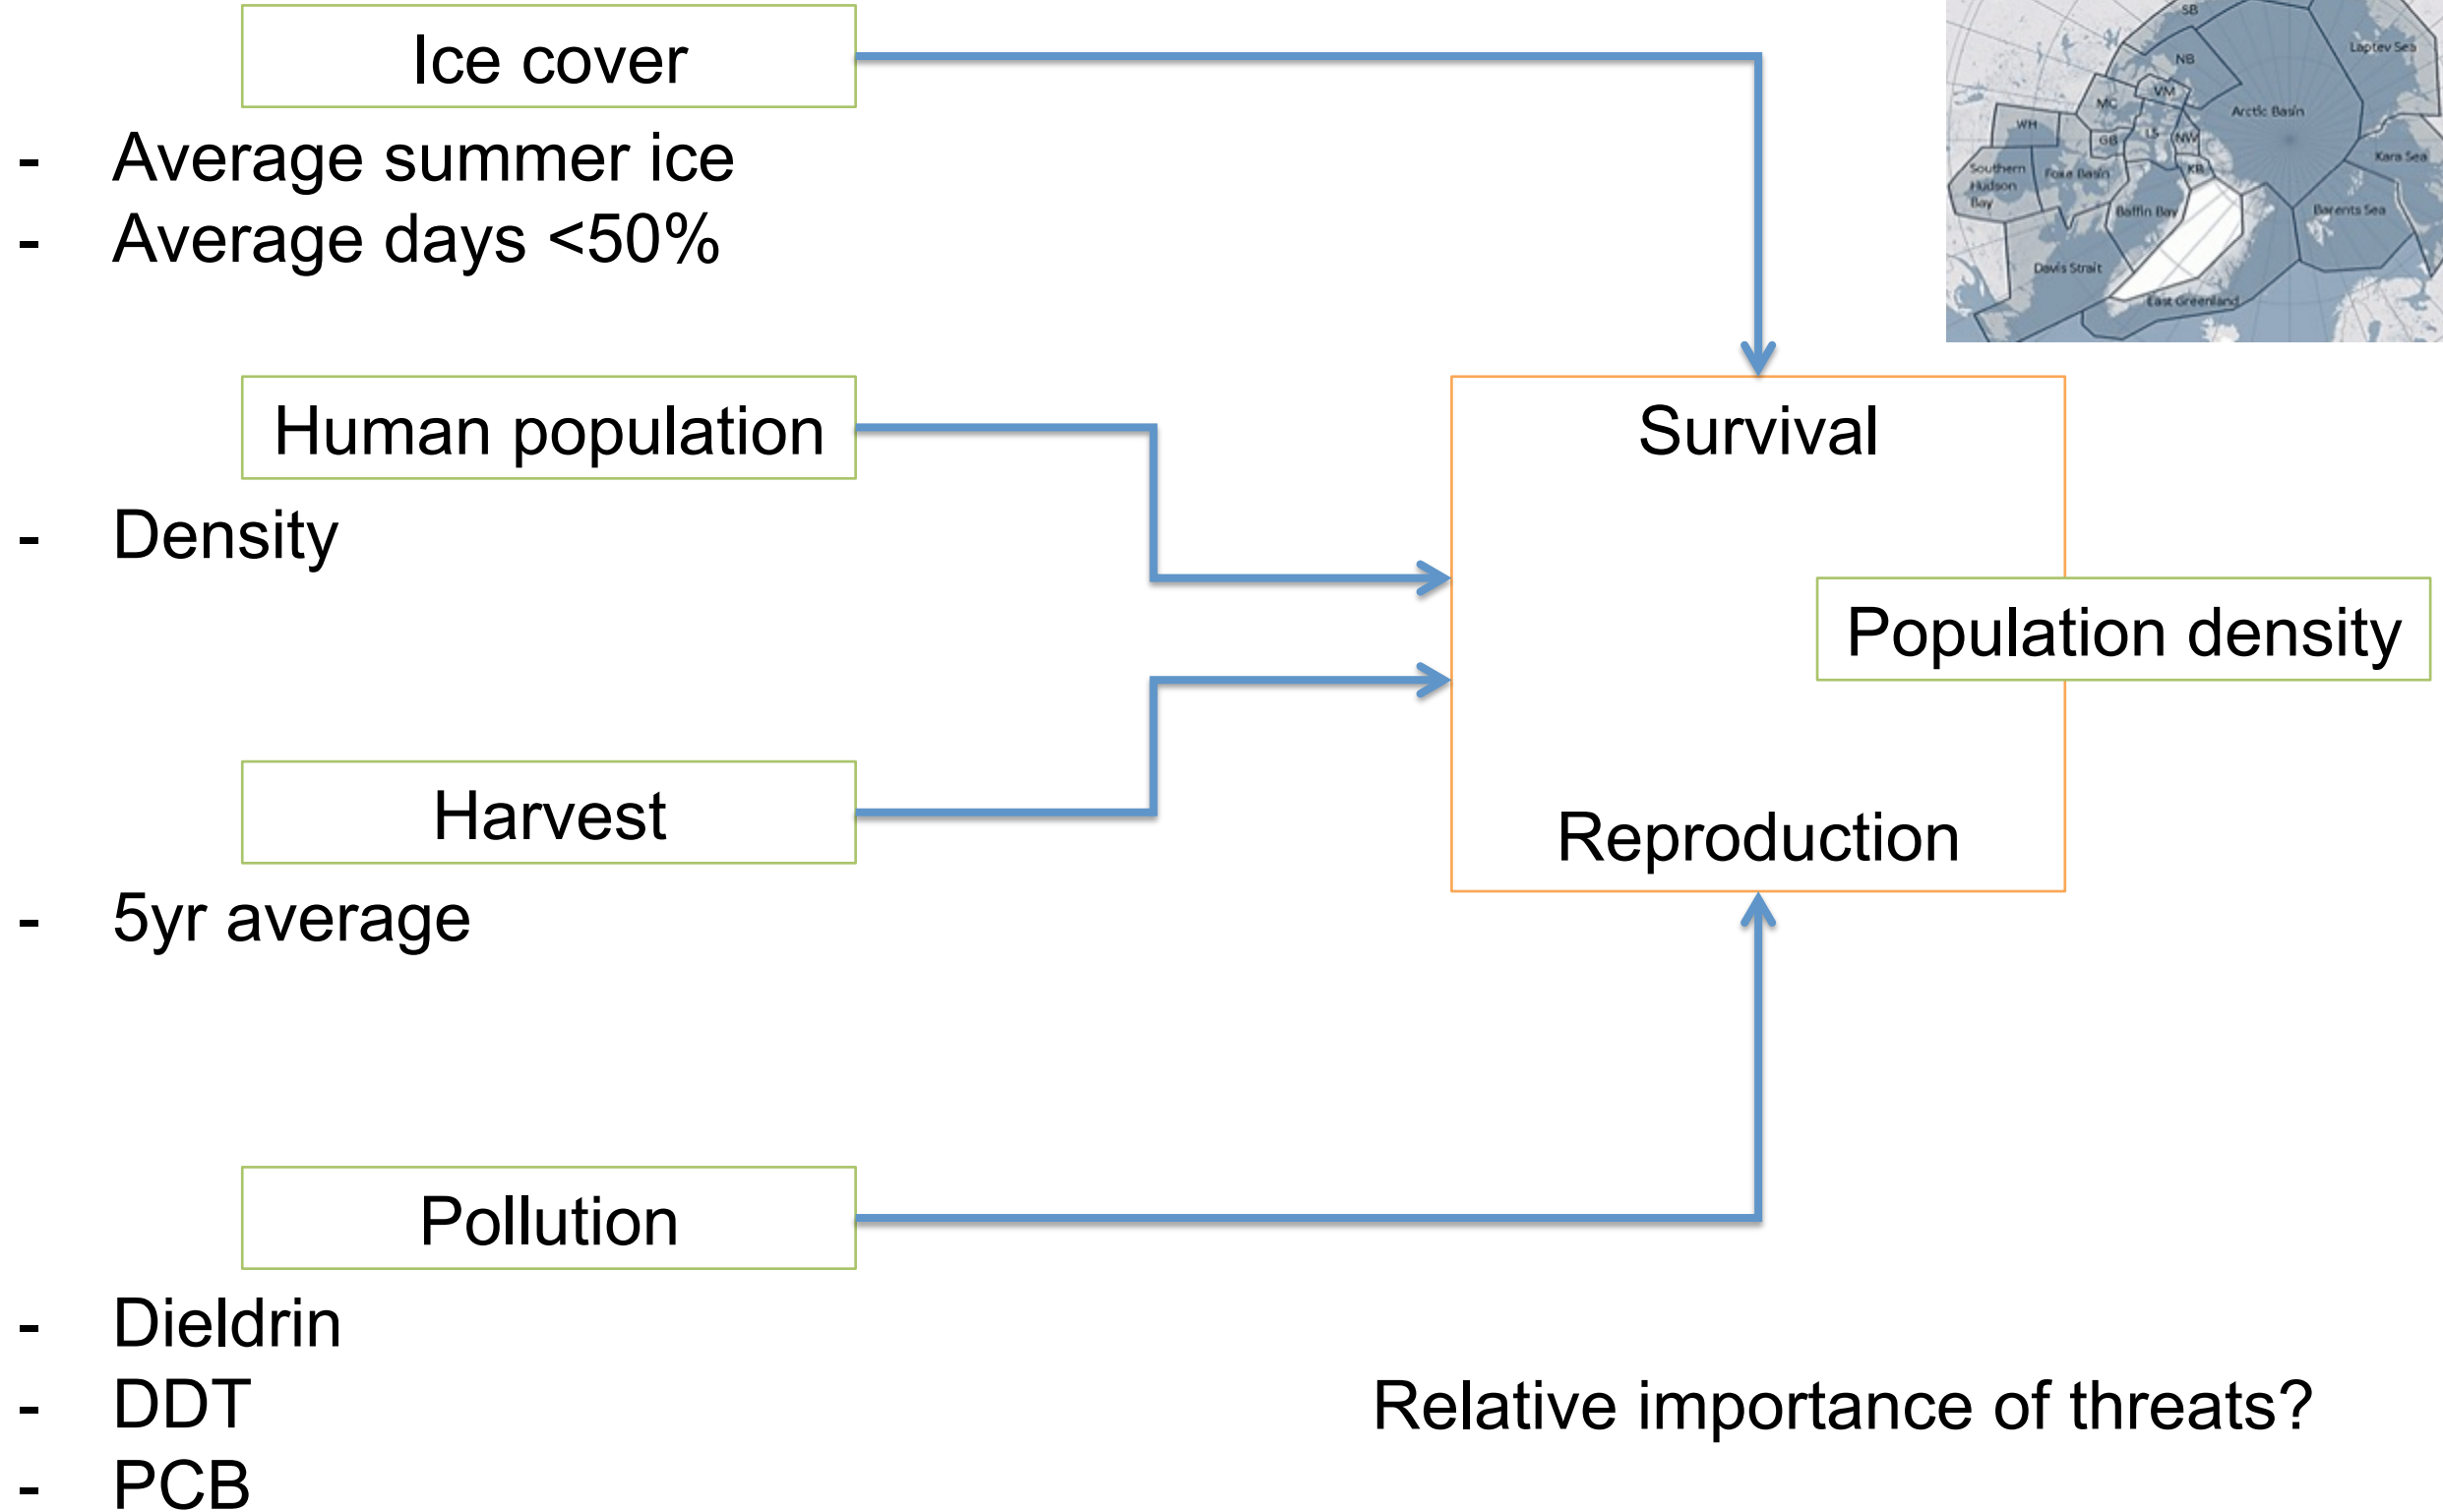 Ice cover
- Average summer ice
- Average days <50%
Human population
- Density
Harvest
- 5yr average
Pollution
- Dieldrin
- DDT
- PCB
Survival
Population density
Reproduction
Relative importance of threats?
SB
Laptev Sea
NB
VM
MC
Arctic Basin
WH
LS
NW
GB
Kara Sea
KB
Southern
Hudson
Bay
Foxe Basin
Baffin Bay
Barents Sea
Davis Strait
East Greenland